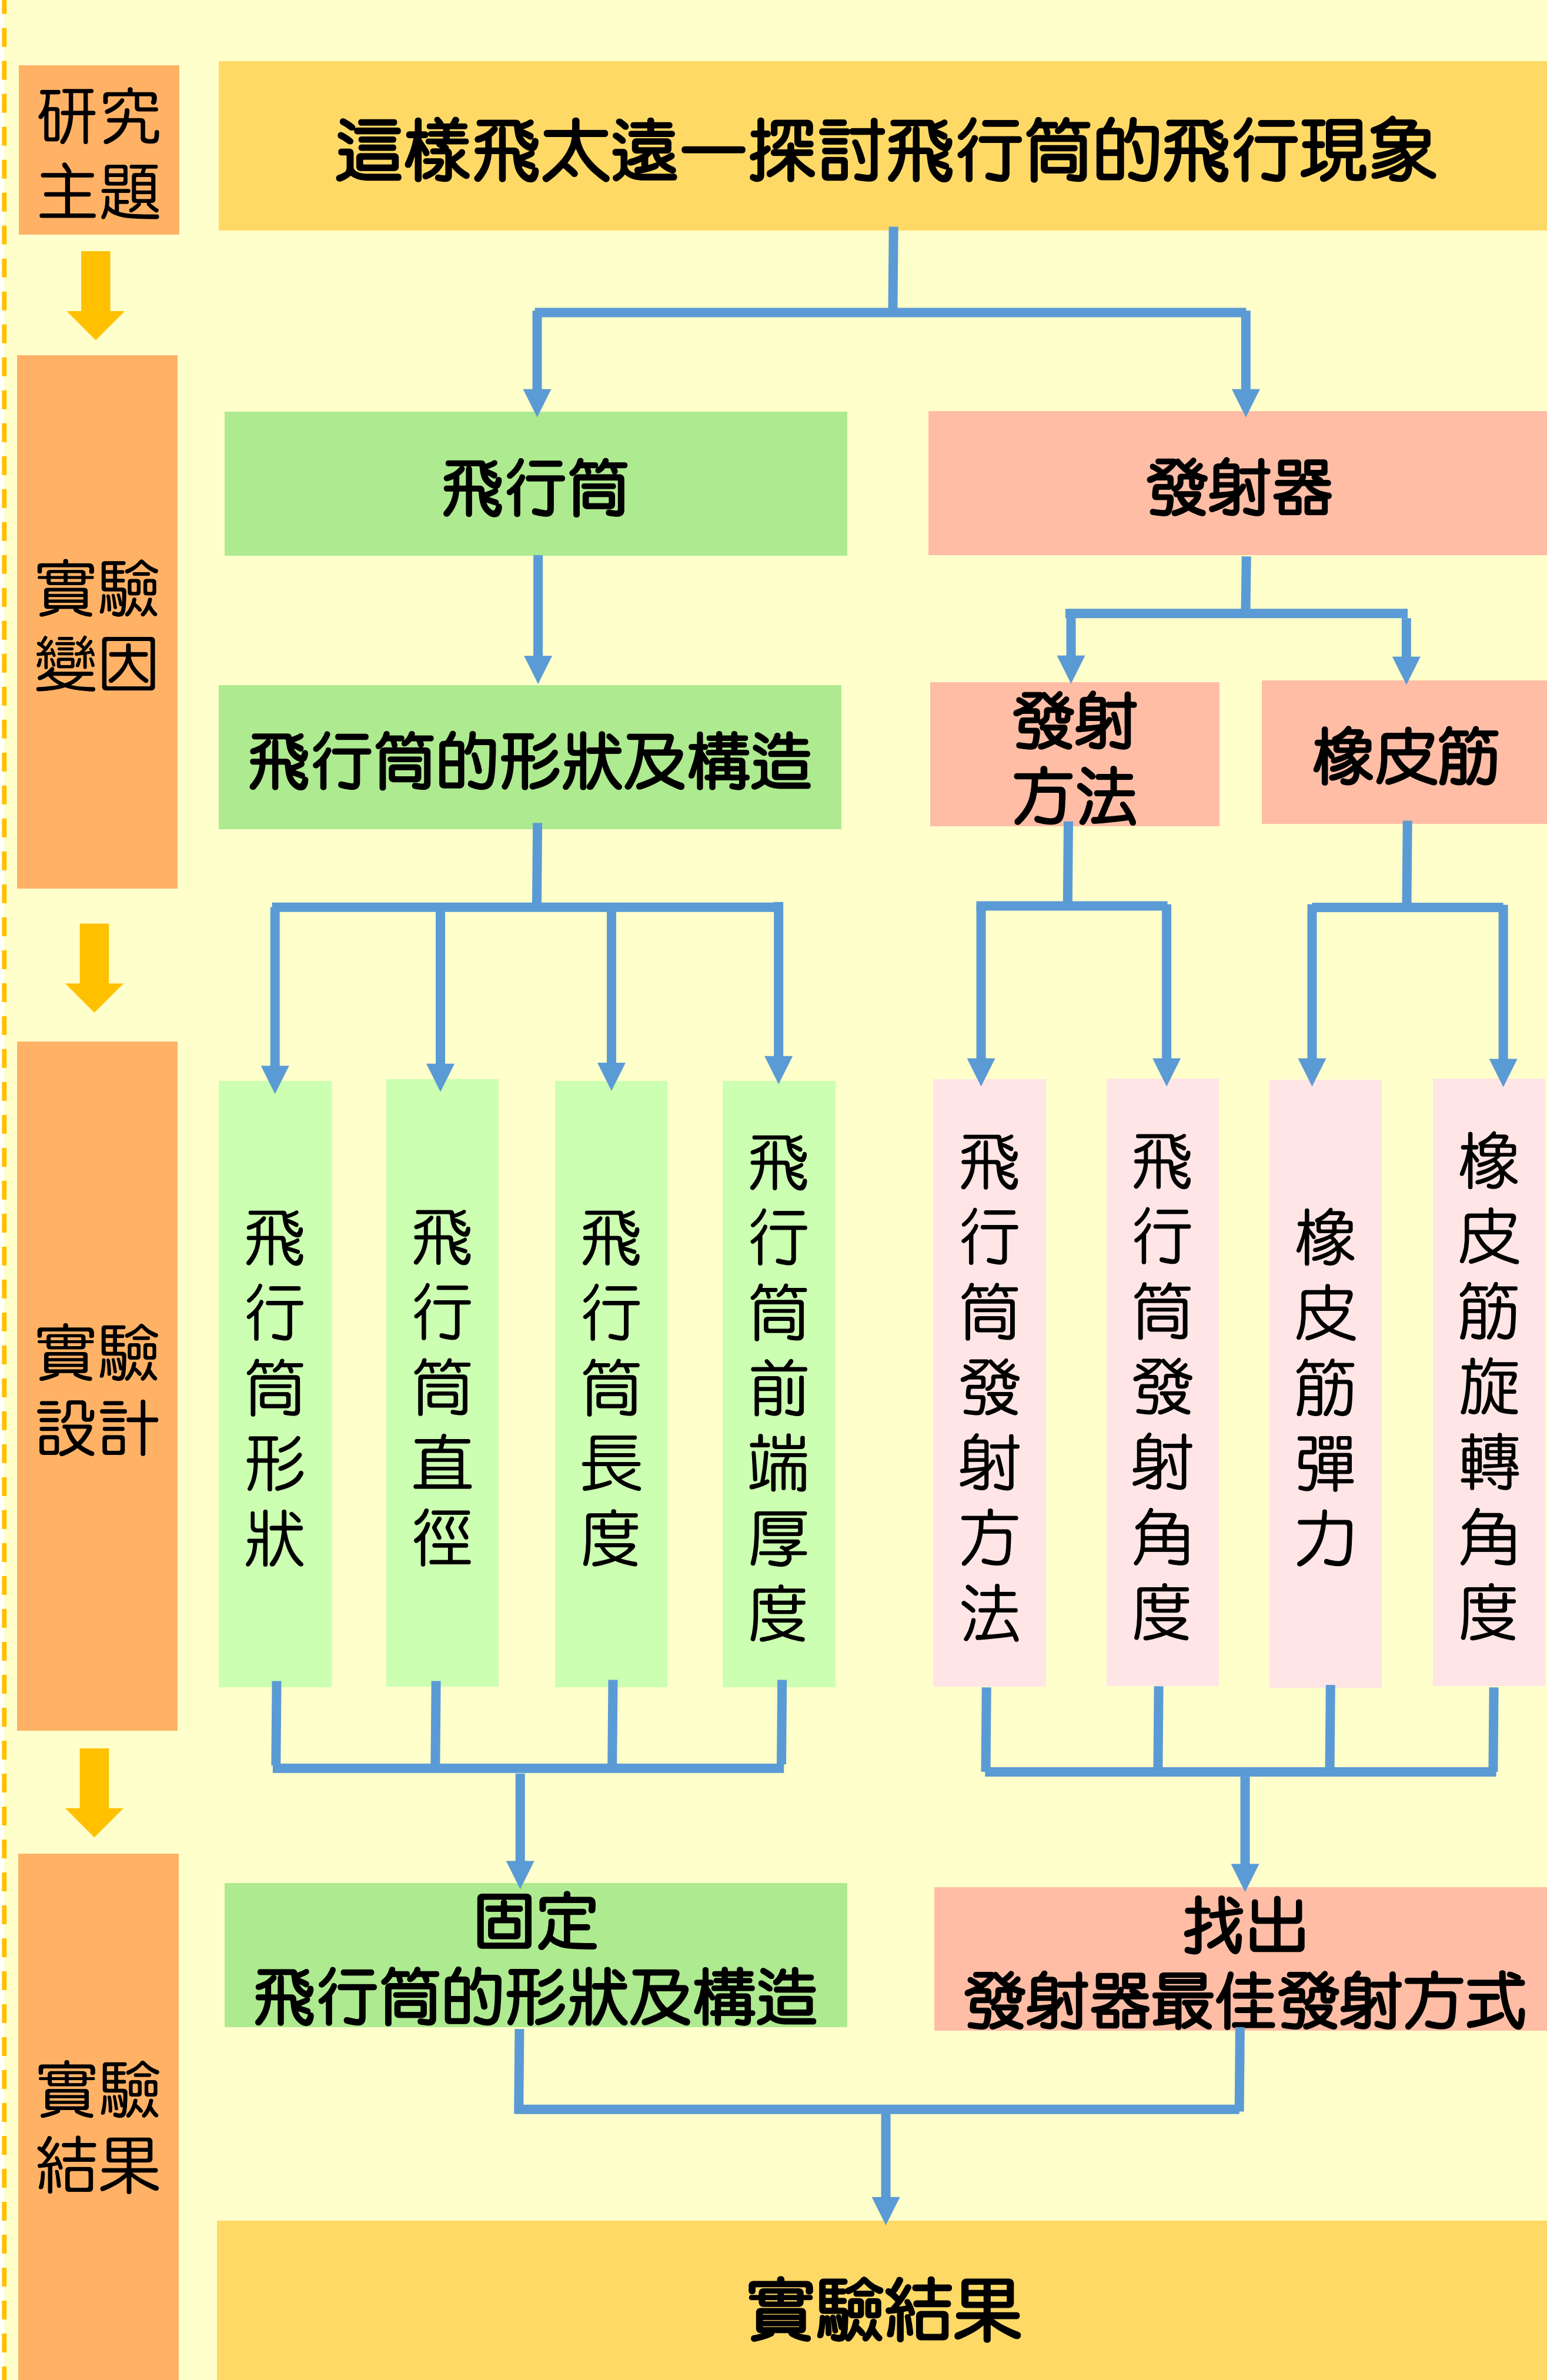 研究
主題
這樣飛太遠—探討飛行筒的飛行現象
實驗
變因
飛行筒
發射器
飛行筒的形狀及構造
發射
方法
橡皮筋
實驗
設計
飛行筒形狀
飛行筒直徑
飛行筒長度
飛行筒前端厚度
飛行筒發射方法
飛行筒發射角度
橡皮筋彈力
橡皮筋旋轉角度
實驗
結果
固定
飛行筒的形狀及構造
找出
發射器最佳發射方式
實驗結果